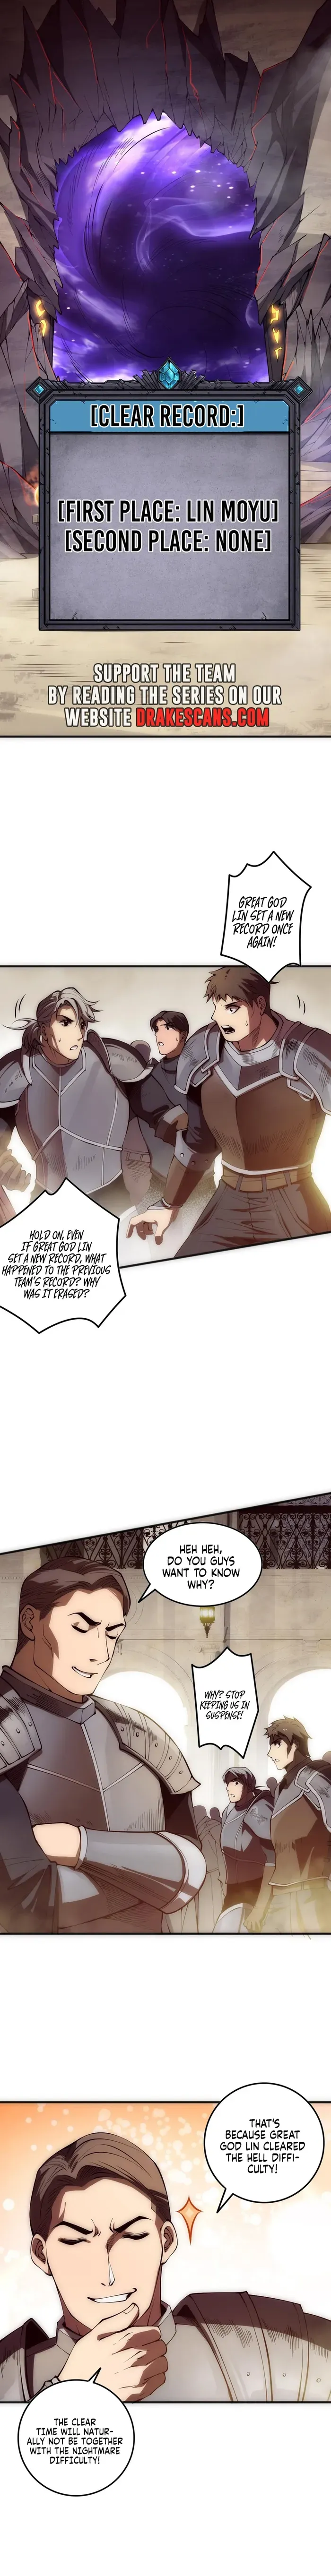 [CLEAR RECORD:]
[FIRST PLACE: LIN MOYU]
[SECOND PLACE: NONE]
SUPPORT THE TEAM
BY READING THE SERIES ON OUR
WEBSITE DRAKESCANS.COM
GREAT GOD
LIN SET A NEW
RECORD ONCE
AGAIN!
HOLD ON, EVEN
IF GREAT GOD LIN
SET A NEW RECORD, WHAT
HAPPENED TO THE PREVIOUS
TEAM'S RECORD? WHY
WAS IT ERASED?
HEH HEH,
DO YOU GUYS
WANT TO KNOW
WHY?
WHY? STOP
KEEPING US IN
SUSPENSE!
THAT'S
BECAUSE GREAT
GOD LIN CLEARED
THE HELL DIFFI-
CULTY!
THE CLEAR
TIME WILL NATUR-
ALLY NOT BE TOGETHER
WITH THE NIGHTMARE
DIFFICULTY!